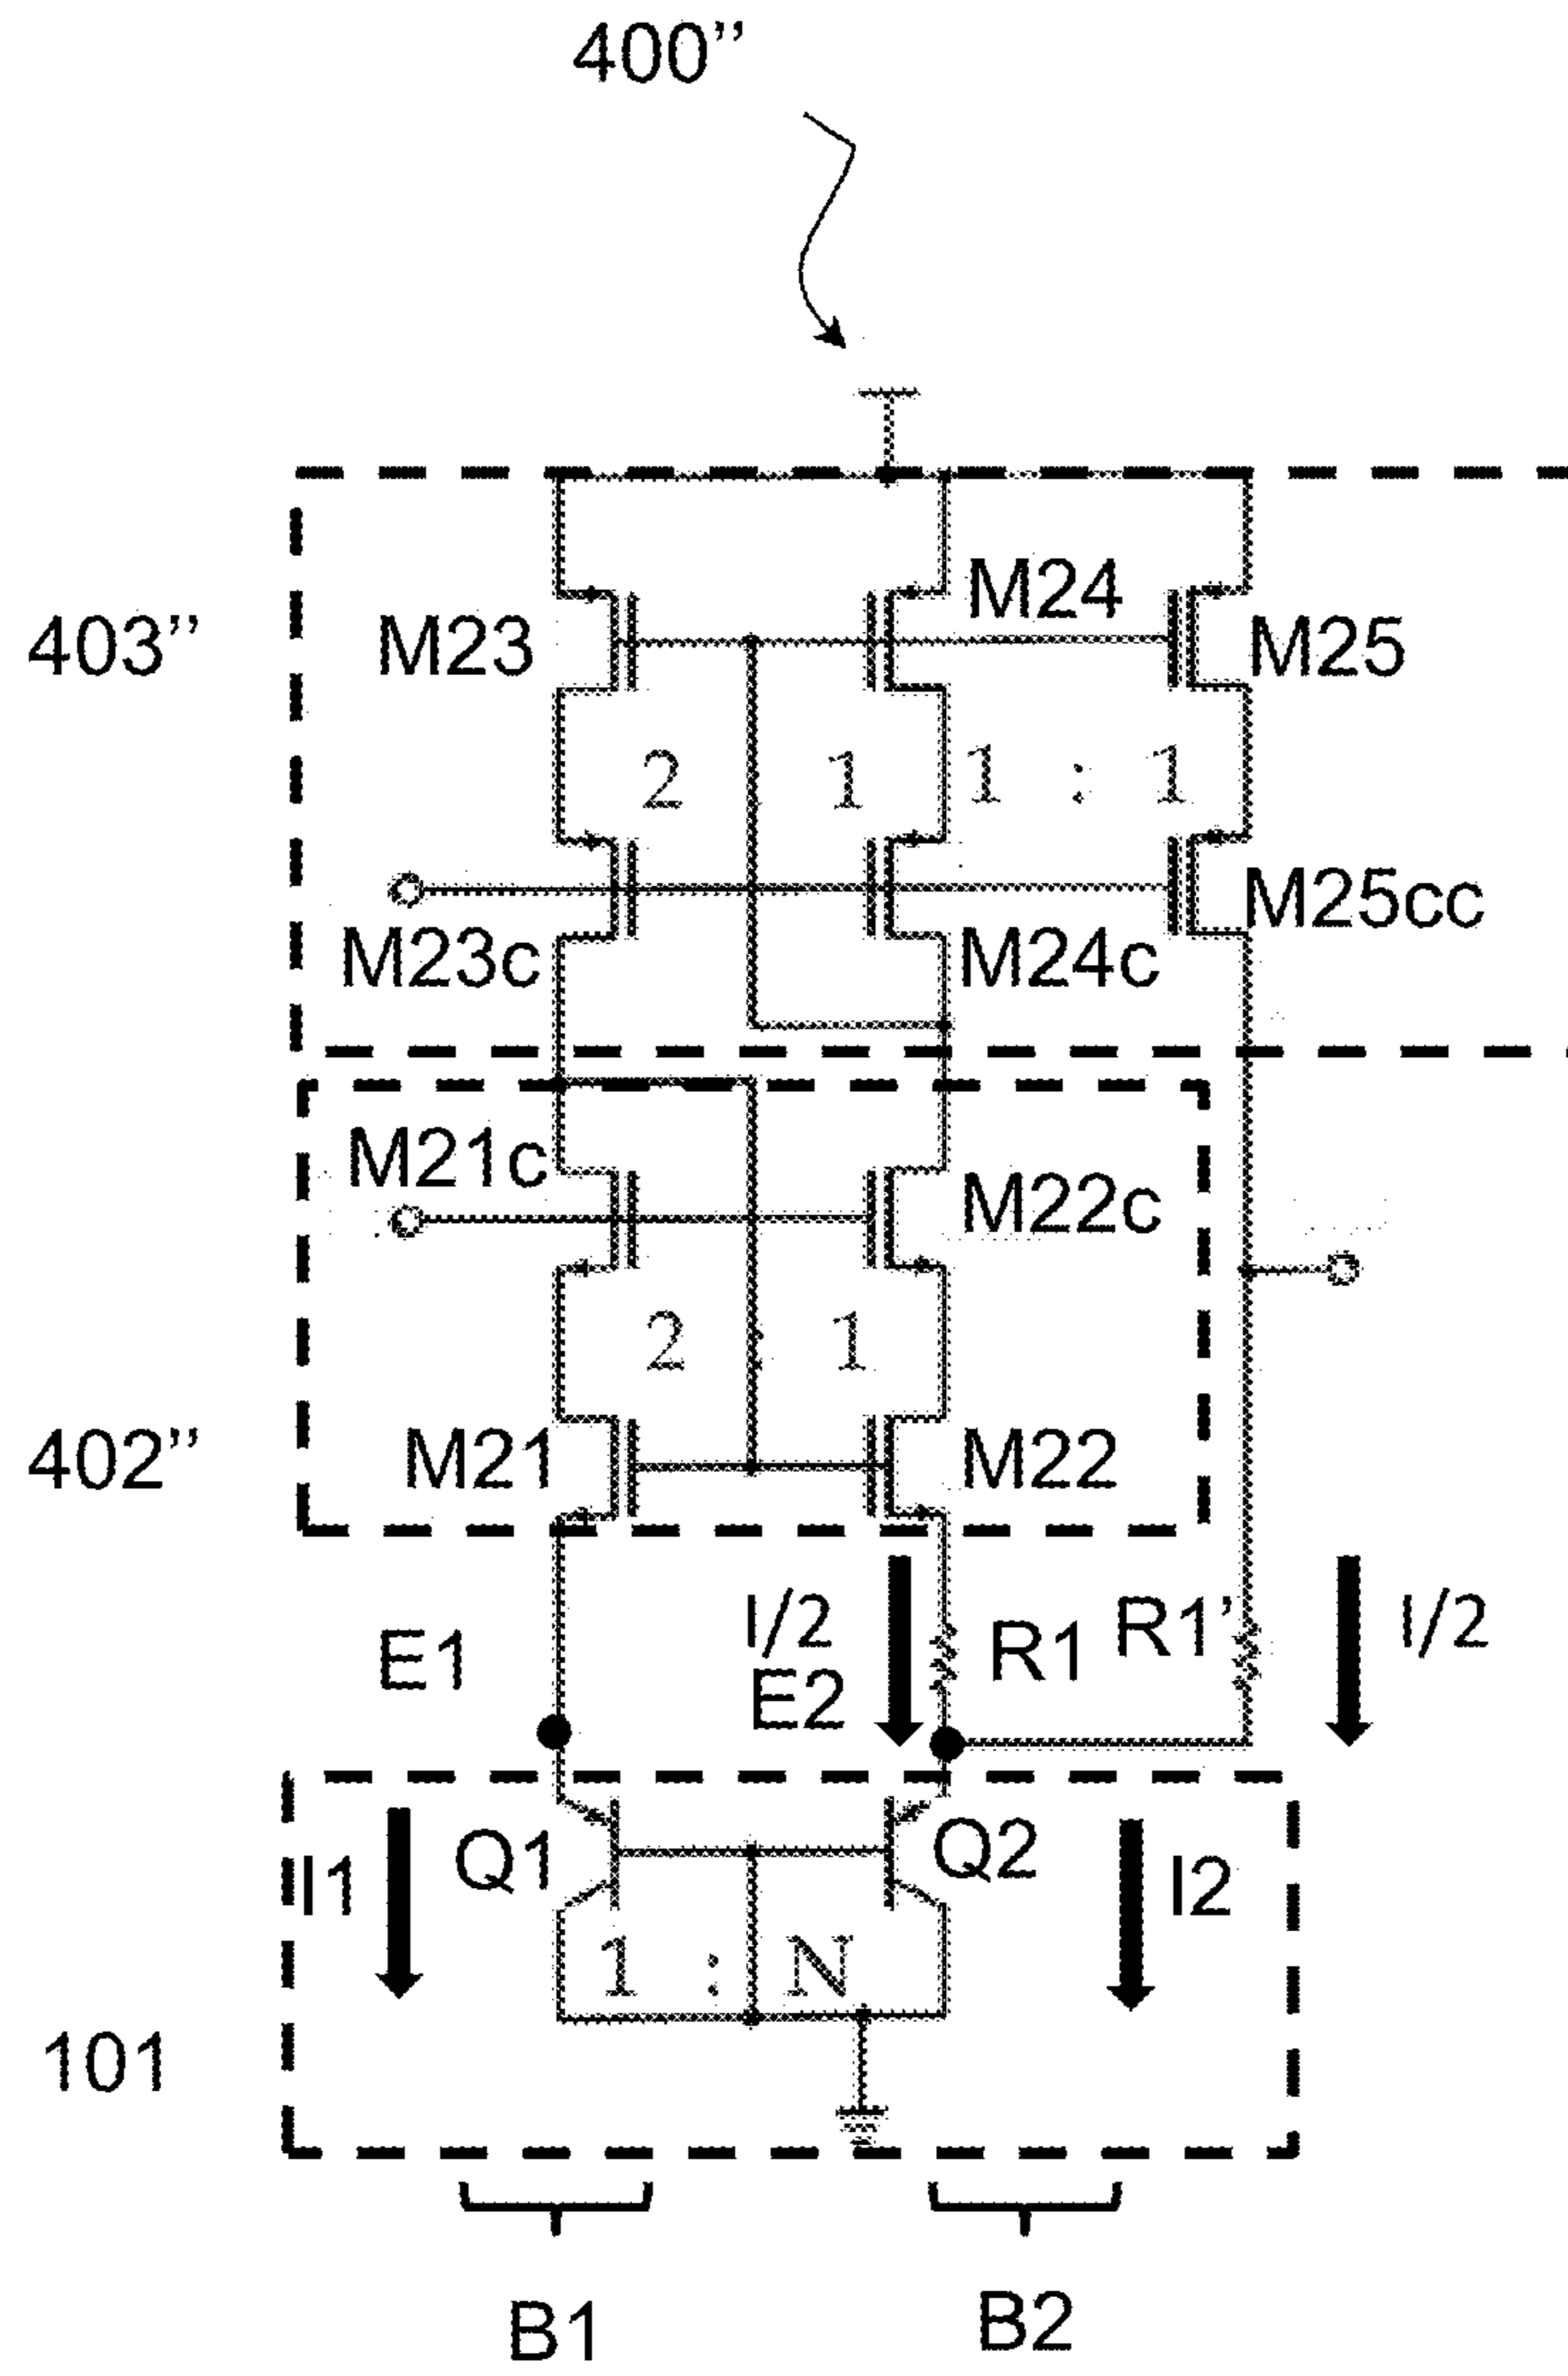 400”
M24
403”
M23
M25
2
1
1 : 1
M25cc
M23c
M24c
M21c
M22c
2 : 1
402”
M21
M22
I/2
R1
R1’
I/2
E1
E2
Q1
Q2
I1
I2
1 : N
101
B1
B2